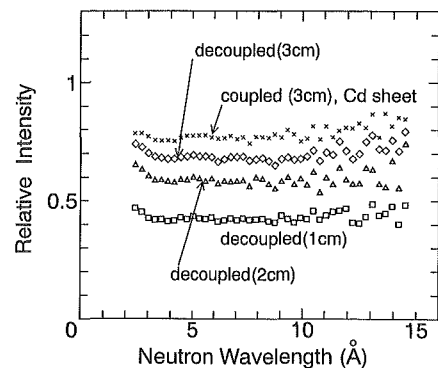 decoupled(3cm)
1
coupled (3cm), Cd sheet
Relative Intensity
0.5
decoupled(1cm)
decoupled(2cm)
0
0 5 10 15
Neutron Wavelength (Å)